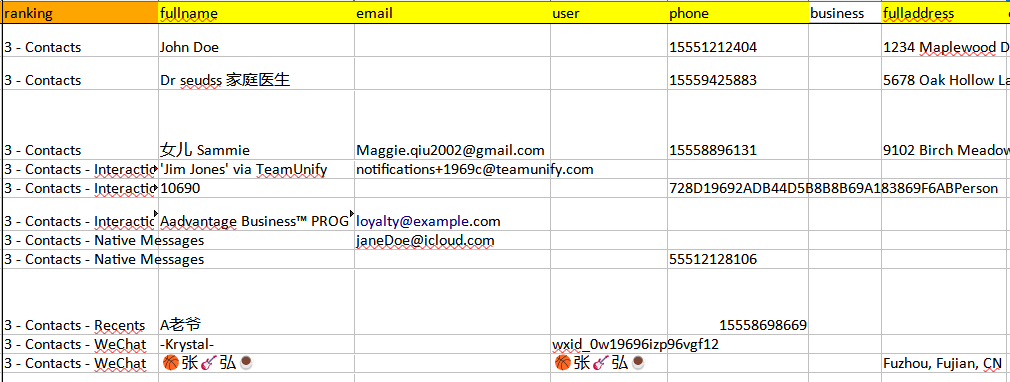 ranking fullname email user phone business fulladdress
3 - Contacts John Doe 15551212404 1234 Maplewood D
3 - Contacts Dr seudss 家庭医生 15559425883 5678 Oak Hollow La
3 - Contacts 女儿 Sammie Maggie.qiu2002@gmail.com 15558896131 9102 Birch Meadow
3 - Contacts - Interactio 'Jim Jones' via TeamUnify notifications+1969c@teamunify.com
3 - Contacts - Interactio 10690 728D19692ADB44D5B8B8B69A183869F6ABPerson
3 - Contacts - Interactio Aadvantage Business™ PROG loyalty@example.com
3 - Contacts - Native Messages janeDoe@icloud.com
3 - Contacts - Native Messages 55512128106
3 - Contacts - Recents A老爷 15558698669
3 - Contacts - WeChat -Krystal- wxid_0w19696izp96vgf12
3 - Contacts - WeChat 🏀张🎸弘☕ 🏀张🎸弘☕ Fuzhou, Fujian, CN